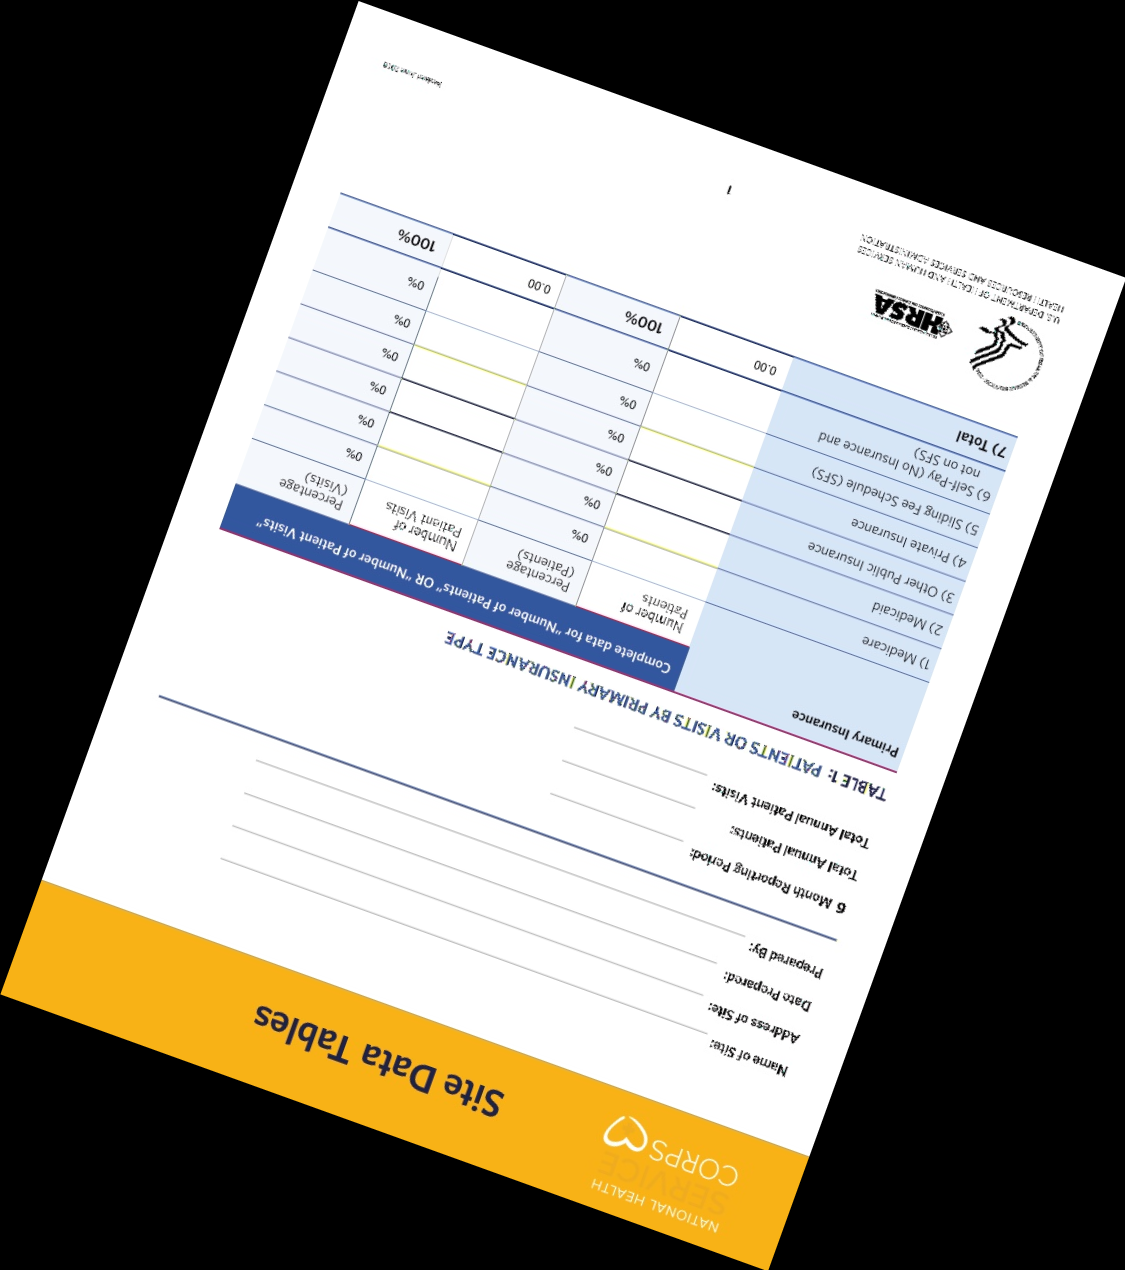 NATIONAL HEALTH
SERVICE
CORPS
Site Data Tables
Name of Site:
Address of Site:
Date Prepared:
Prepared By:
6 Month Reporting Period:
Total Annual Patients:
Total Annual Patient Visits:
TABLE 1: PATIENTS OR VISITS BY PRIMARY INSURANCE TYPE
Primary Insurance
Complete data for “Number of Patients” OR “Number of Patient Visits”
Number of Patients
Percentage (Patients)
Number of Patient Visits
Percentage (Visits)
1) Medicare 0% 0%
2) Medicaid 0% 0%
3) Other Public Insurance 0% 0%
4) Private Insurance 0% 0%
5) Sliding Fee Schedule (SFS) 0% 0%
6) Self-Pay (No Insurance and not on SFS) 0% 0%
7) Total 0.00 100% 0.00 100%
HRSA
U.S. DEPARTMENT OF HEALTH AND HUMAN SERVICES
HEALTH RESOURCES AND SERVICES ADMINISTRATION
1